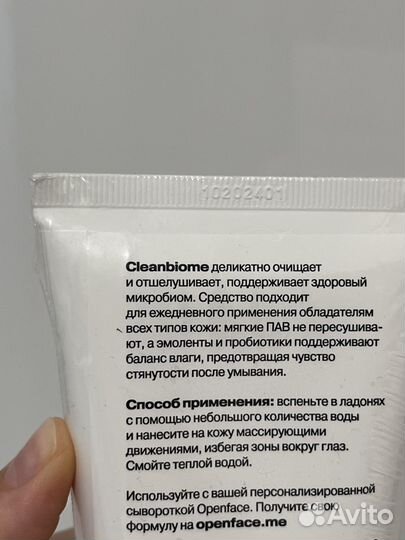 10202401
Cleanbiome деликатно очищает
и отшелушивает, поддерживает здоровый
микробиом. Средство подходит
для ежедневного применения обладателям
всех типов кожи: мягкие ПАВ не пересушива-
ют, а эмоленты и пробиотики поддерживают
баланс влаги, предотвращая чувство
стянутости после умывания.
Способ применения: вспеньте в ладонях
с помощью небольшого количества воды
и нанесите на кожу массирующими
движениями, избегая зоны вокруг глаз.
Смойте теплой водой.
Используйте с вашей персонализированной
сывороткой Openface. Получите свою
формулу на openface.me
Avito